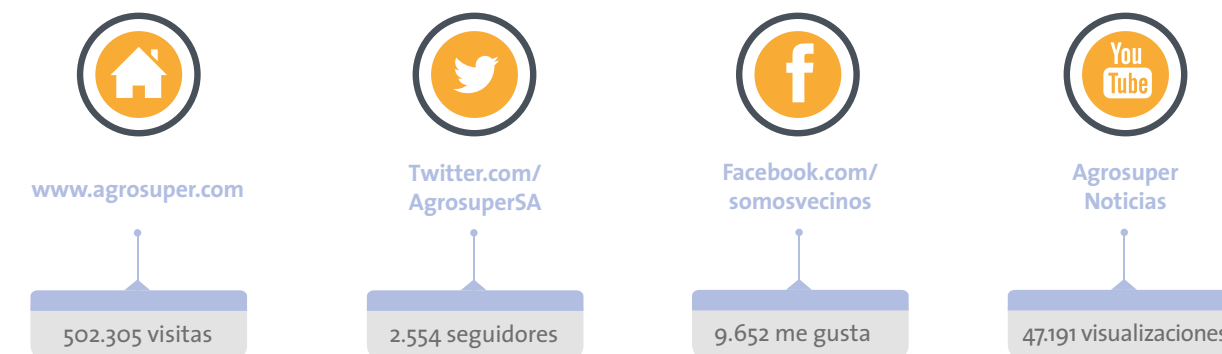 You
Tube
www.agrosuper.com
Twitter.com/
AgrosuperSA
Facebook.com/
somosvecinos
Agrosuper
Noticias
502.305 visitas
2.554 seguidores
9.652 me gusta
47.191 visualizaciones